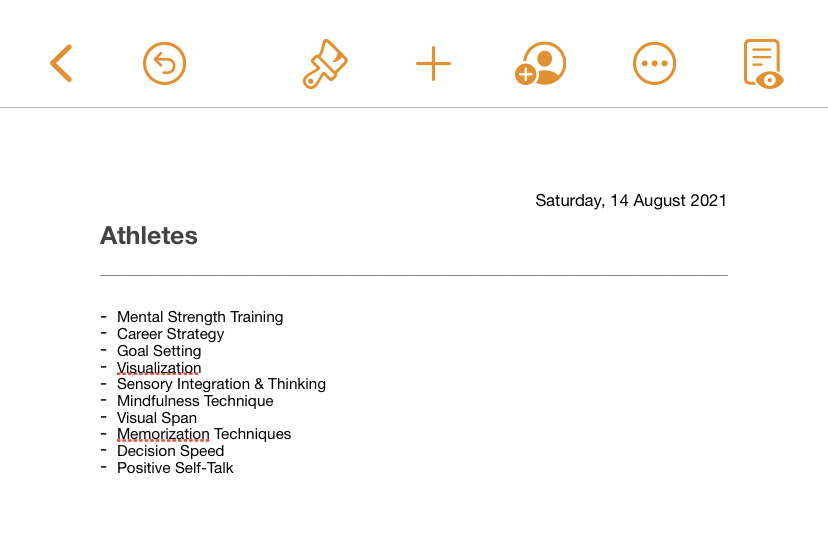 Saturday, 14 August 2021
Athletes
- Mental Strength Training
- Career Strategy
- Goal Setting
- Visualization
- Sensory Integration & Thinking
- Mindfulness Technique
- Visual Span
- Memorization Techniques
- Decision Speed
- Positive Self-Talk